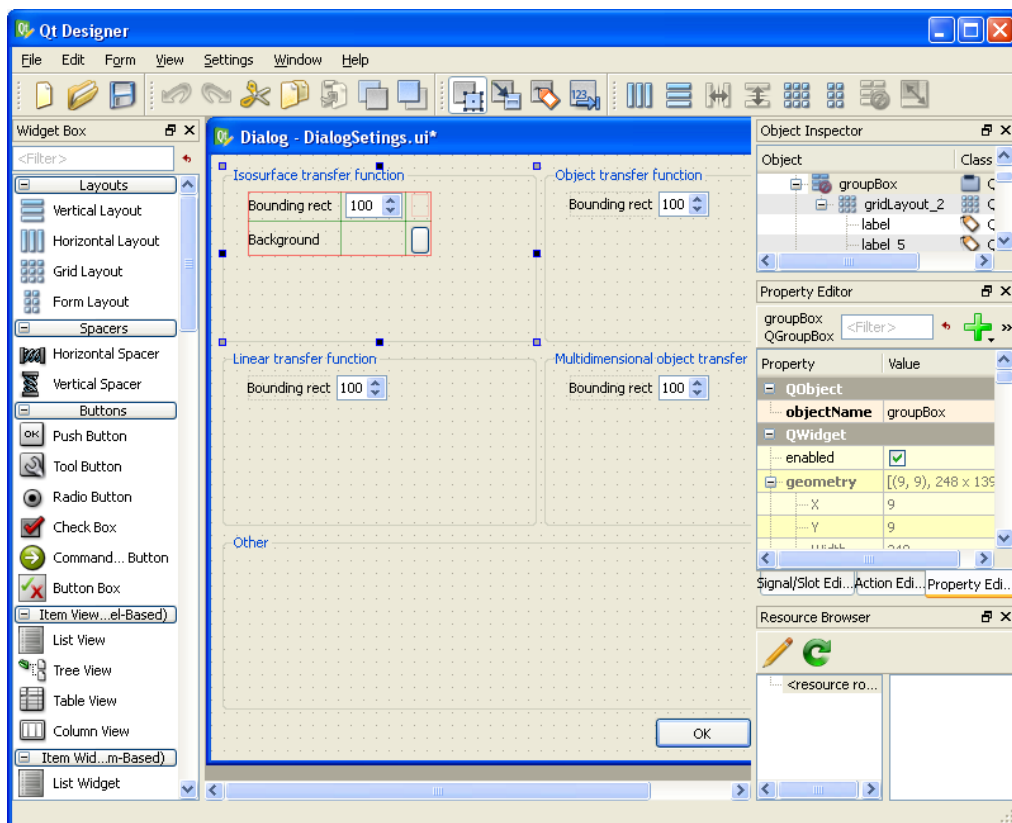 Qt Designer
File Edit Form View Settings Window Help
Widget Box
<Filter>
Layouts
Vertical Layout
Horizontal Layout
Grid Layout
Form Layout
Spacers
Horizontal Spacer
Vertical Spacer
Buttons
OK Push Button
Tool Button
Radio Button
Check Box
Command... Button
Button Box
Item View...el-Based)
List View
Tree View
Table View
Column View
Item Wid...m-Based)
List Widget
Dialog - DialogSetings.ui*
Isosurface transfer function
Bounding rect 100
Background
Object transfer function
Bounding rect 100
Linear transfer function
Bounding rect 100
Multidimensional object transfer
Bounding rect 100
Other
OK
Object Inspector
Object Class
groupBox Q
gridLayout_2
label
label_5
Property Editor
groupBox
QGroupBox
<Filter>
Property Value
QObject
objectName groupBox
QWidget
enabled
geometry [(9, 9), 248 x 139
X 9
Y 9
Width 248
Signal/Slot Edi... Action Edi... Property Edi...
Resource Browser
<resource ro...